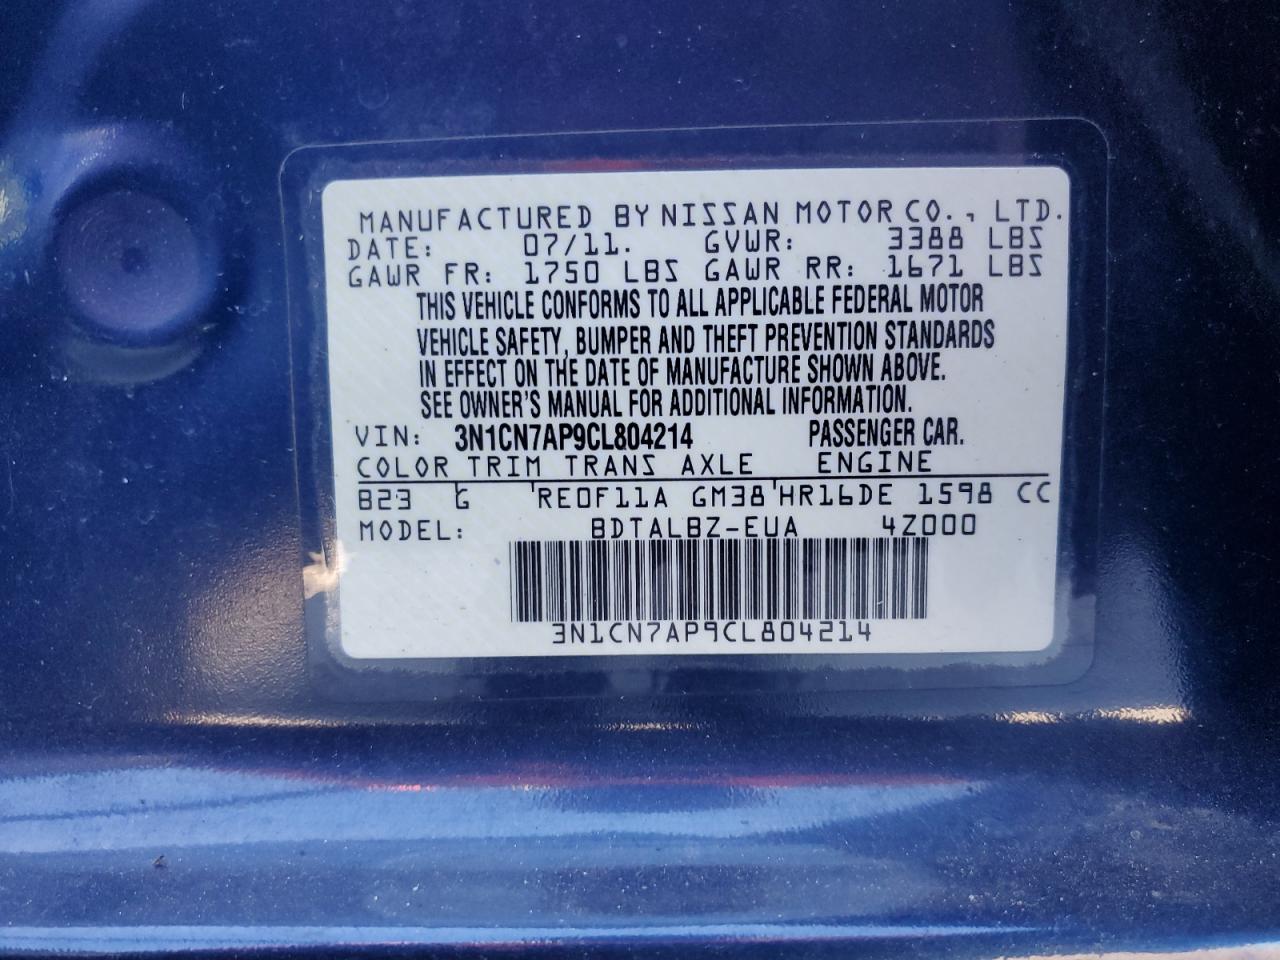 MANUFACTURED BY NISSAN MOTOR CO., LTD.
DATE: 07/11. GVWR: 3388 LBS
GAWR FR: 1750 LBS GAWR RR: 1671 LBS
THIS VEHICLE CONFORMS TO ALL APPLICABLE FEDERAL MOTOR
VEHICLE SAFETY, BUMPER AND THEFT PREVENTION STANDARDS
IN EFFECT ON THE DATE OF MANUFACTURE SHOWN ABOVE.
SEE OWNER'S MANUAL FOR ADDITIONAL INFORMATION.
VIN: 3N1CN7AP9CL804214 PASSENGER CAR.
COLOR TRIM TRANS AXLE ENGINE
B23 G RE0F11A GM38 HR16DE 1598 CC
MODEL: BDTALBZ-EUA 4Z000
3N1CN7AP9CL804214